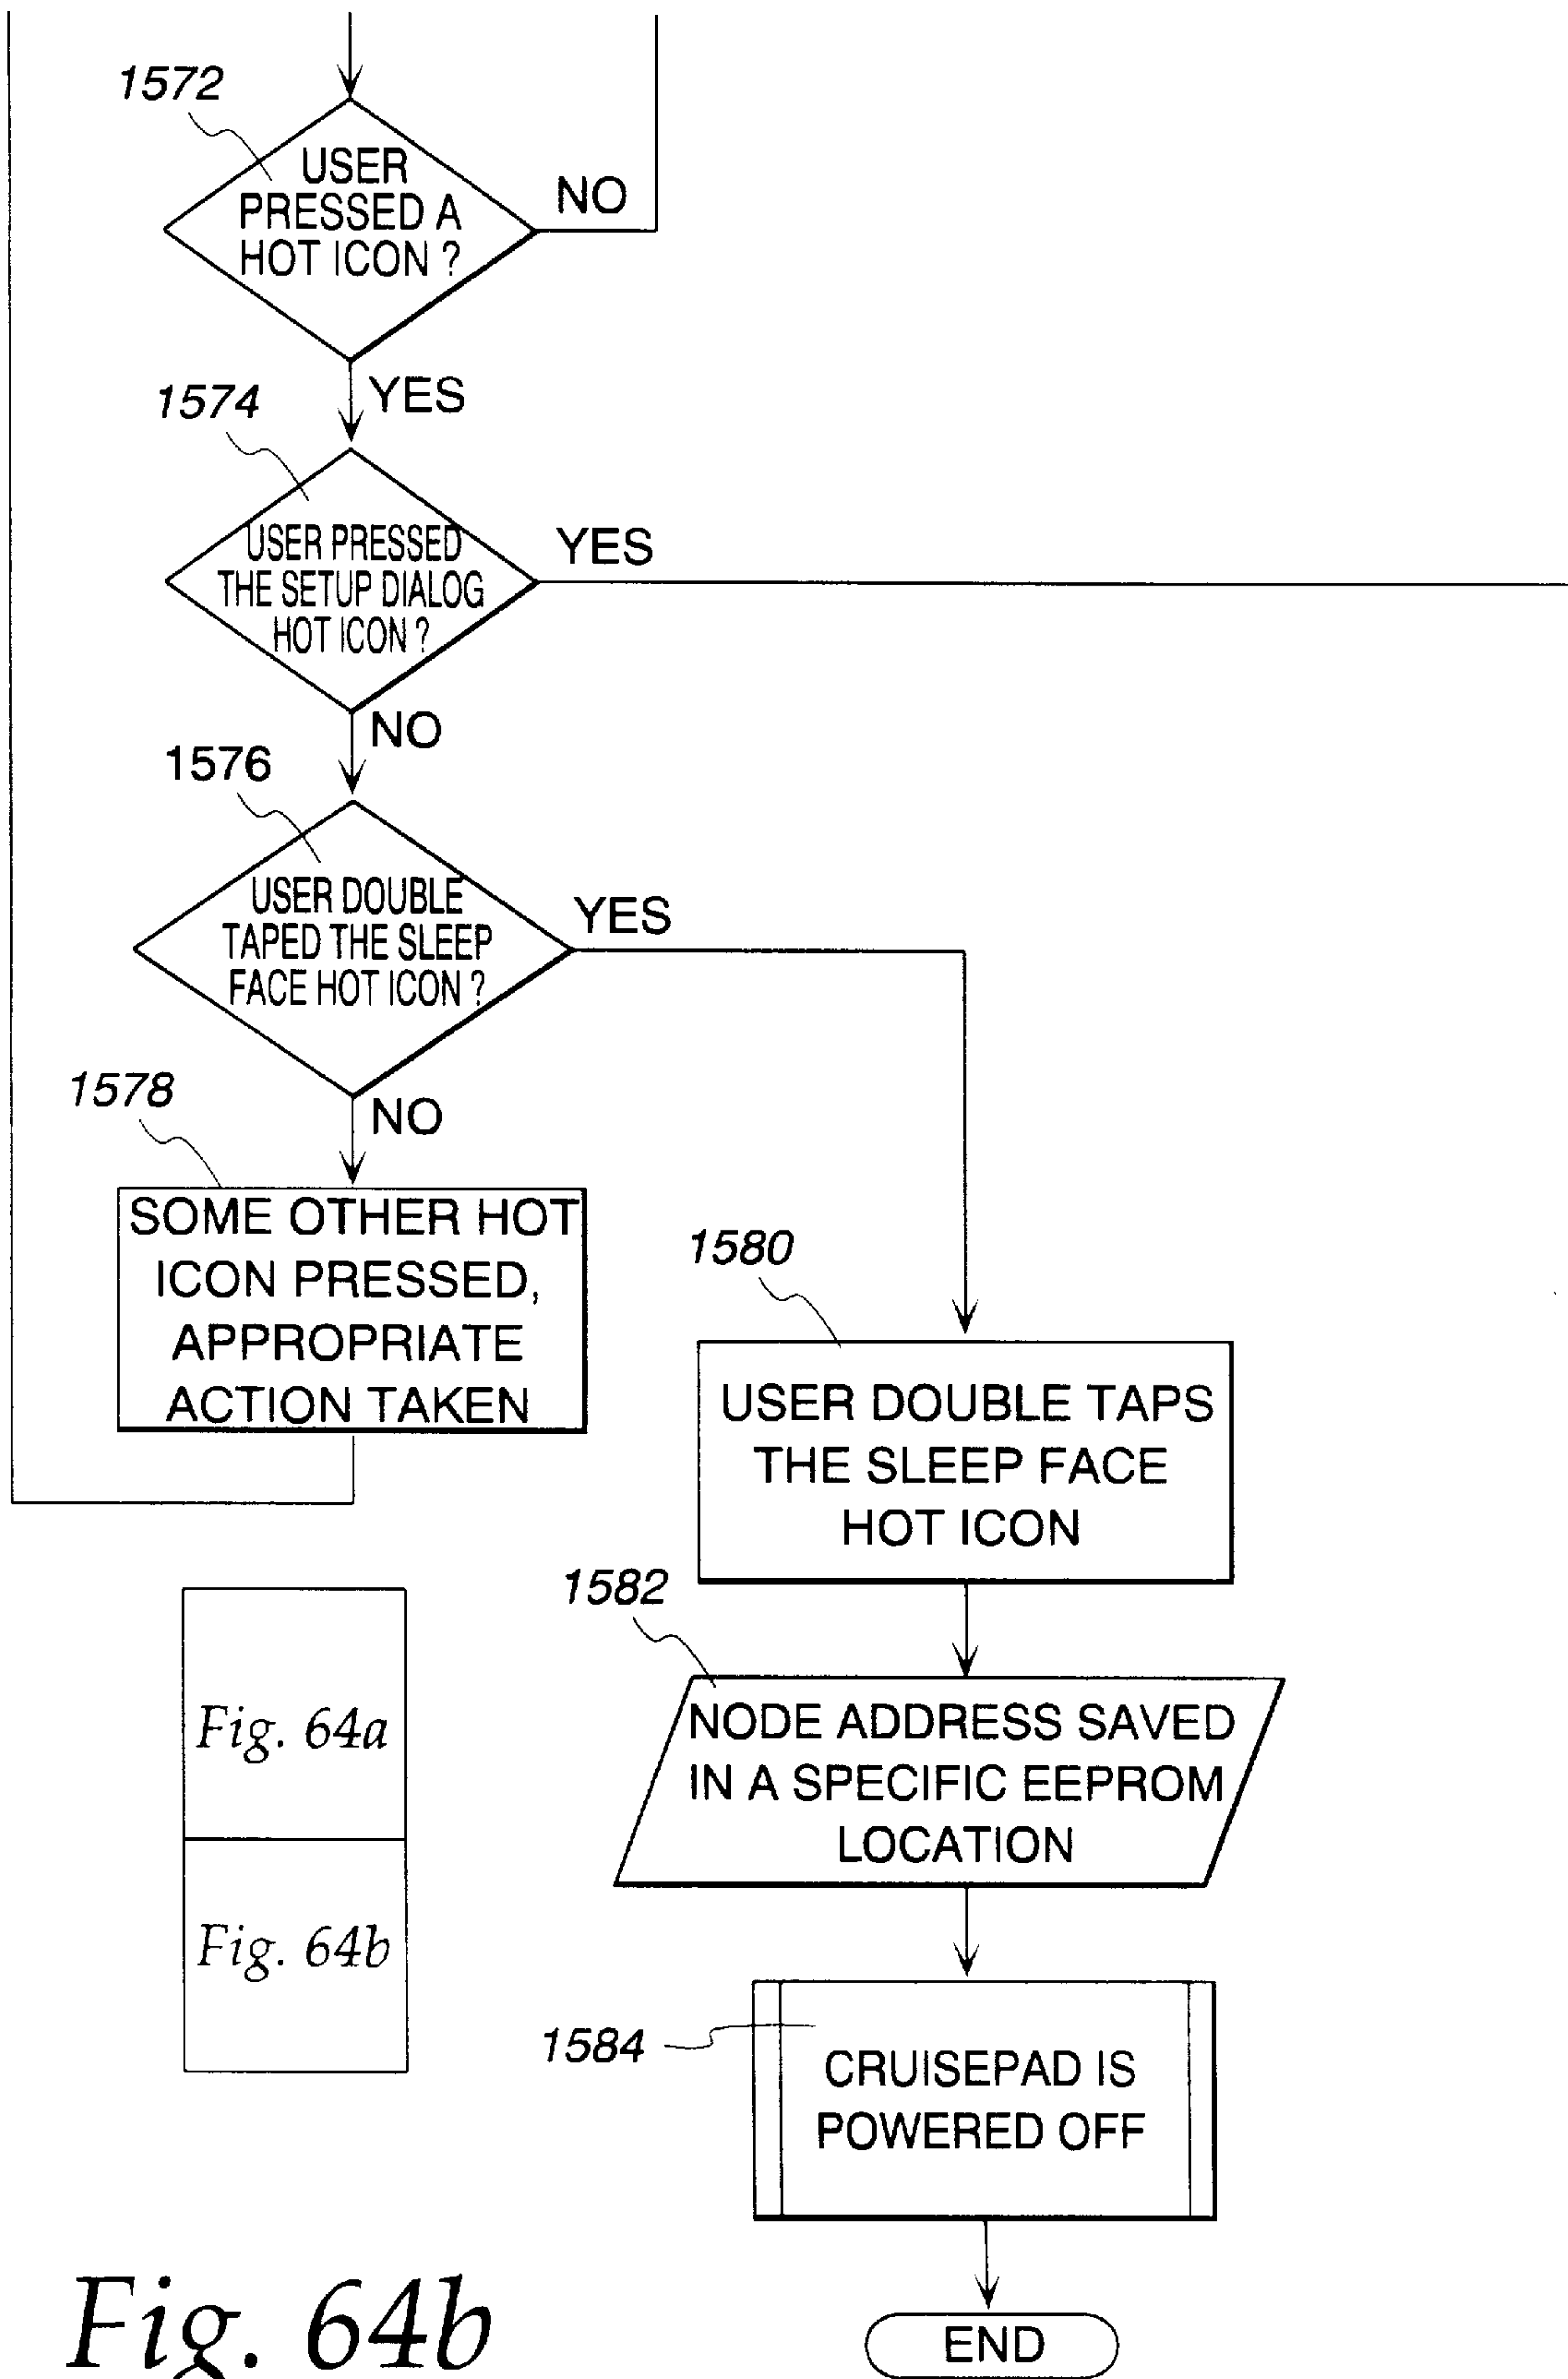 1572
USER
PRESSED A
HOT ICON ?
NO
YES
1574
USER PRESSED
THE SETUP DIALOG
HOT ICON ?
YES
NO
1576
USER DOUBLE
TAPED THE SLEEP
FACE HOT ICON ?
YES
NO
1578
SOME OTHER HOT
ICON PRESSED,
APPROPRIATE
ACTION TAKEN
1580
USER DOUBLE TAPS
THE SLEEP FACE
HOT ICON
1582
NODE ADDRESS SAVED
IN A SPECIFIC EEPROM
LOCATION
Fig. 64a
Fig. 64b
1584
CRUISEPAD IS
POWERED OFF
END
Fig. 64b